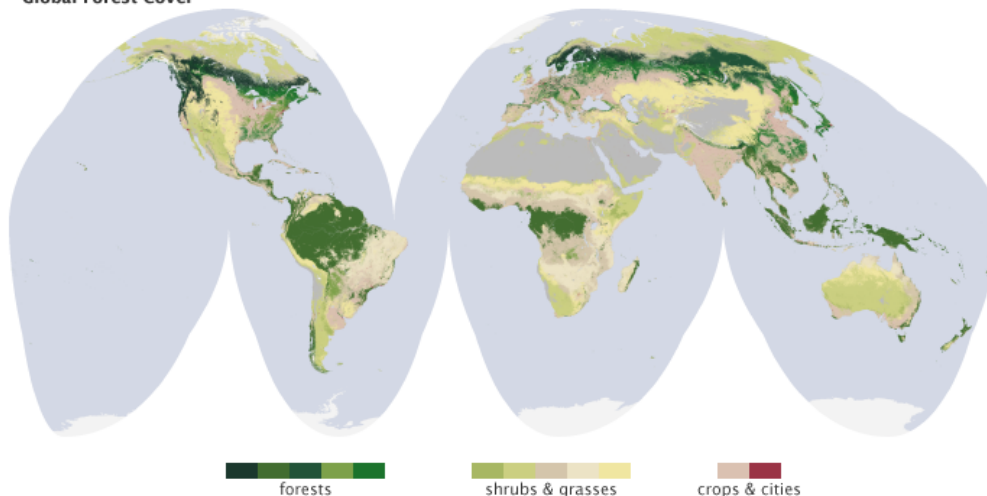 Global Forest Cover
forests
shrubs & grasses
crops & cities